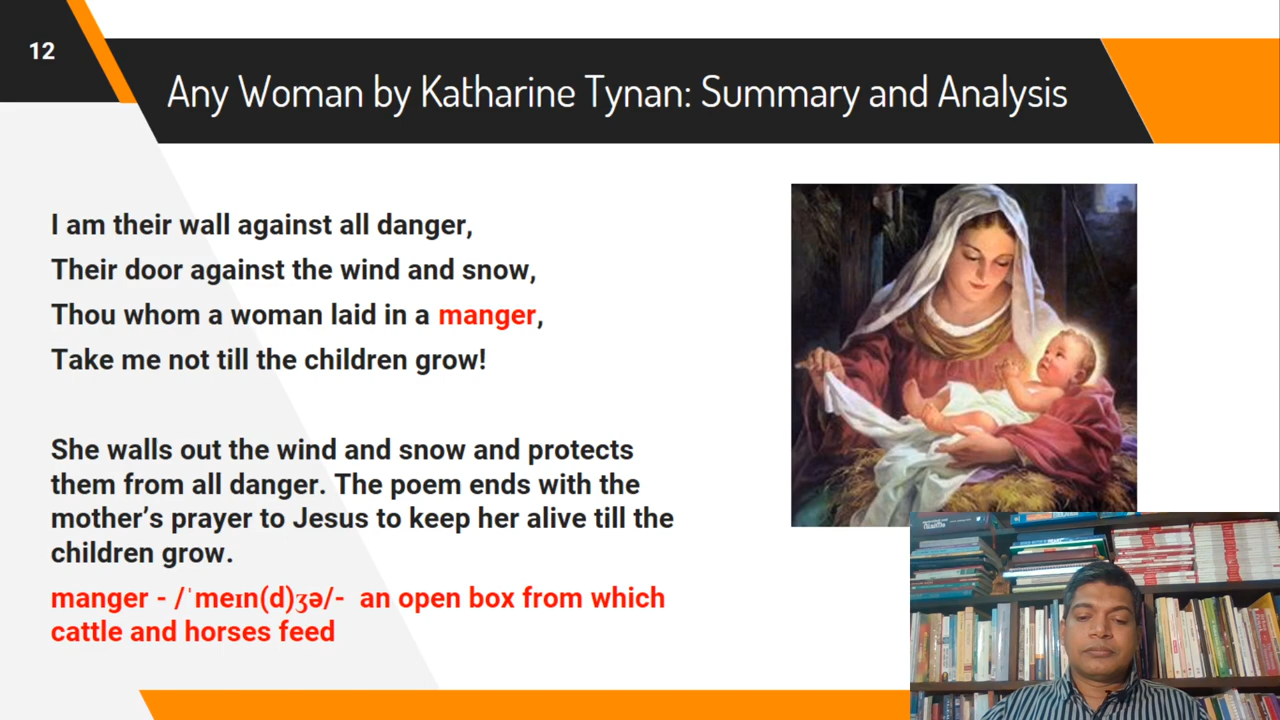 12
Any Woman by Katharine Tynan: Summary and Analysis
I am their wall against all danger,
Their door against the wind and snow,
Thou whom a woman laid in a manger,
Take me not till the children grow!
She walls out the wind and snow and protects
them from all danger. The poem ends with the
mother’s prayer to Jesus to keep her alive till the
children grow.
manger - /ˈmeɪn(d)ʒə/- an open box from which
cattle and horses feed